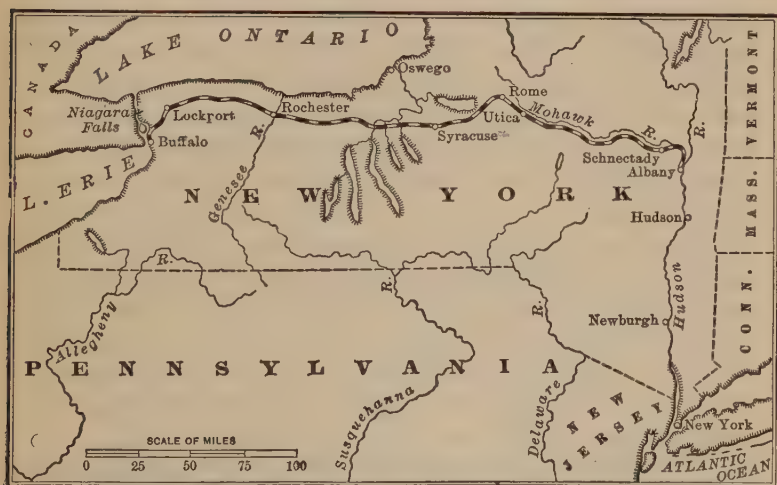 CANADA
LAKE ONTARIO
Oswego
Rome
Niagara
Falls
Lockport
Rochester
Mohawk
R.
Utica
Syracuse
Buffalo
Schnectady
Albany
R.
VERMONT
MASS.
CONN.
L. ERIE
Genesee
R.
NEW YORK
Hudson
Hudson
Newburgh
R.
R.
R.
Allegheny
PENNSYLVANIA
Susquehanna
Delaware
NEW
JERSEY
New York
ATLANTIC
OCEAN
SCALE OF MILES
0 25 50 75 100